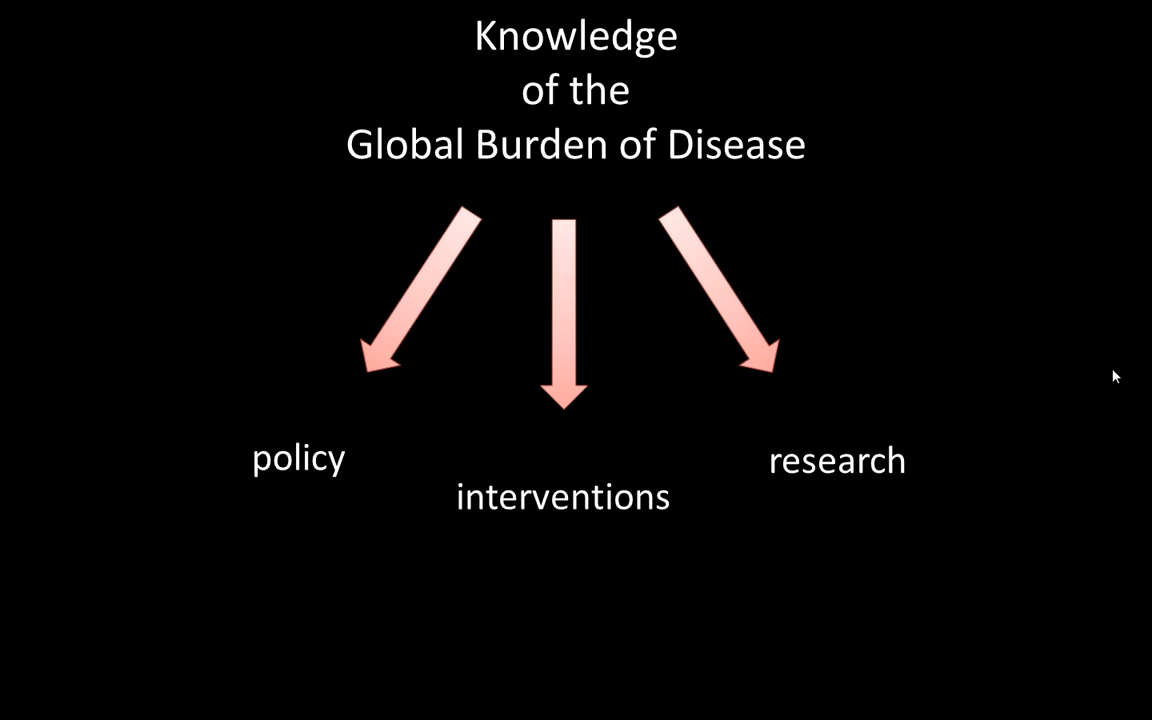 Knowledge
of the
Global Burden of Disease
policy
interventions
research